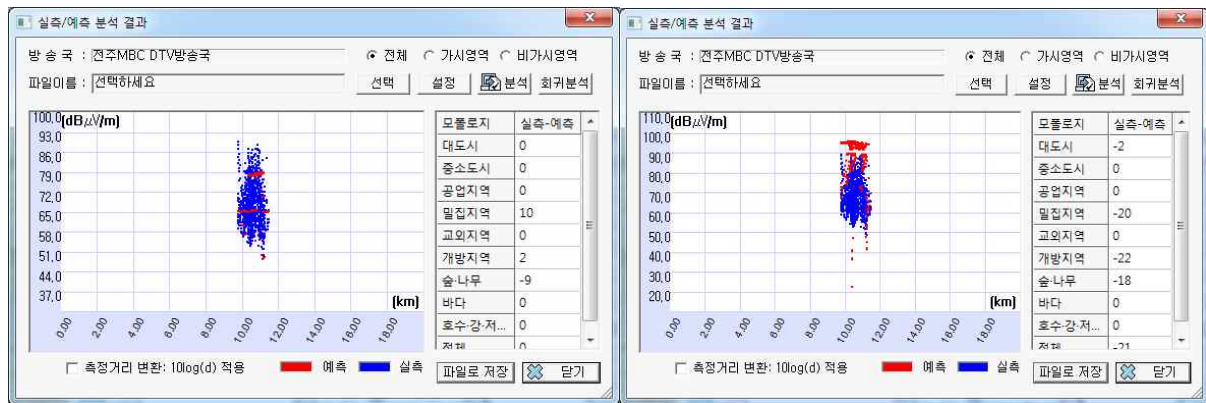 실측/예측 분석 결과
방 송 국 : 전주MBC DTV방송국
전체 가시영역 비가시영역
파일이름 : 선택하세요
선택 설정 분석 회귀분석
100,0 (dBμV/m)
93,0
86,0
79,0
72,0
65,0
58,0
51,0
44,0
37,0
(km)
0,00 2,00 4,00 6,00 8,00 10,00 12,00 14,00 16,00 18,00
모폴로지 실측-예측
대도시 0
중소도시 0
공업지역 0
밀집지역 10
교외지역 0
개방지역 2
숲·나무 -9
바다 0
호수·강·저... 0
전체 0
측정거리 변환: 10log(d) 적용
예측 실측
파일로 저장 닫기
실측/예측 분석 결과
방 송 국 : 전주MBC DTV방송국
전체 가시영역 비가시영역
파일이름 : 선택하세요
선택 설정 분석 회귀분석
110,0 (dBμV/m)
100,0
90,0
80,0
70,0
60,0
50,0
40,0
30,0
20,0
(km)
0,00 2,00 4,00 6,00 8,00 10,00 12,00 14,00 16,00 18,00
모폴로지 실측-예측
대도시 -2
중소도시 0
공업지역 0
밀집지역 -20
교외지역 0
개방지역 -22
숲·나무 -18
바다 0
호수·강·저... 0
전체 -21
측정거리 변환: 10log(d) 적용
예측 실측
파일로 저장 닫기